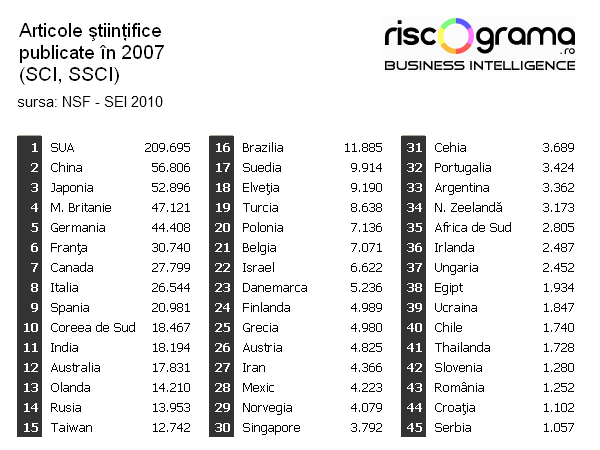 Articole ştiinţifice
publicate în 2007
(SCI, SSCI)
sursa: NSF - SEI 2010
riscograma
.ro
BUSINESS INTELLIGENCE
1 SUA 209.695
2 China 56.806
3 Japonia 52.896
4 M. Britanie 47.121
5 Germania 44.408
6 Franţa 30.740
7 Canada 27.799
8 Italia 26.544
9 Spania 20.981
10 Coreea de Sud 18.467
11 India 18.194
12 Australia 17.831
13 Olanda 14.210
14 Rusia 13.953
15 Taiwan 12.742
16 Brazilia 11.885
17 Suedia 9.914
18 Elveţia 9.190
19 Turcia 8.638
20 Polonia 7.136
21 Belgia 7.071
22 Israel 6.622
23 Danemarca 5.236
24 Finlanda 4.989
25 Grecia 4.980
26 Austria 4.825
27 Iran 4.366
28 Mexic 4.223
29 Norvegia 4.079
30 Singapore 3.792
31 Cehia 3.689
32 Portugalia 3.424
33 Argentina 3.362
34 N. Zeelandă 3.173
35 Africa de Sud 2.805
36 Irlanda 2.487
37 Ungaria 2.452
38 Egipt 1.934
39 Ucraina 1.847
40 Chile 1.740
41 Thailanda 1.728
42 Slovenia 1.280
43 România 1.252
44 Croaţia 1.102
45 Serbia 1.057